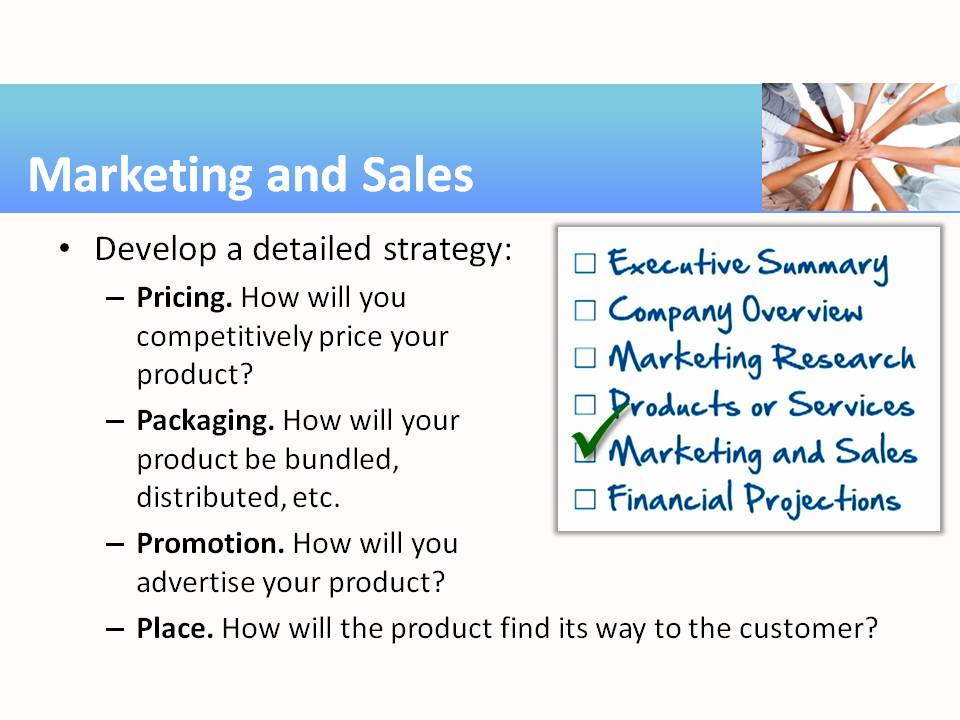 Marketing and Sales
• Develop a detailed strategy:
– Pricing. How will you
competitively price your
product?
– Packaging. How will your
product be bundled,
distributed, etc.
– Promotion. How will you
advertise your product?
– Place. How will the product find its way to the customer?
Executive Summary
Company Overview
Marketing Research
Products or Services
Marketing and Sales
Financial Projections